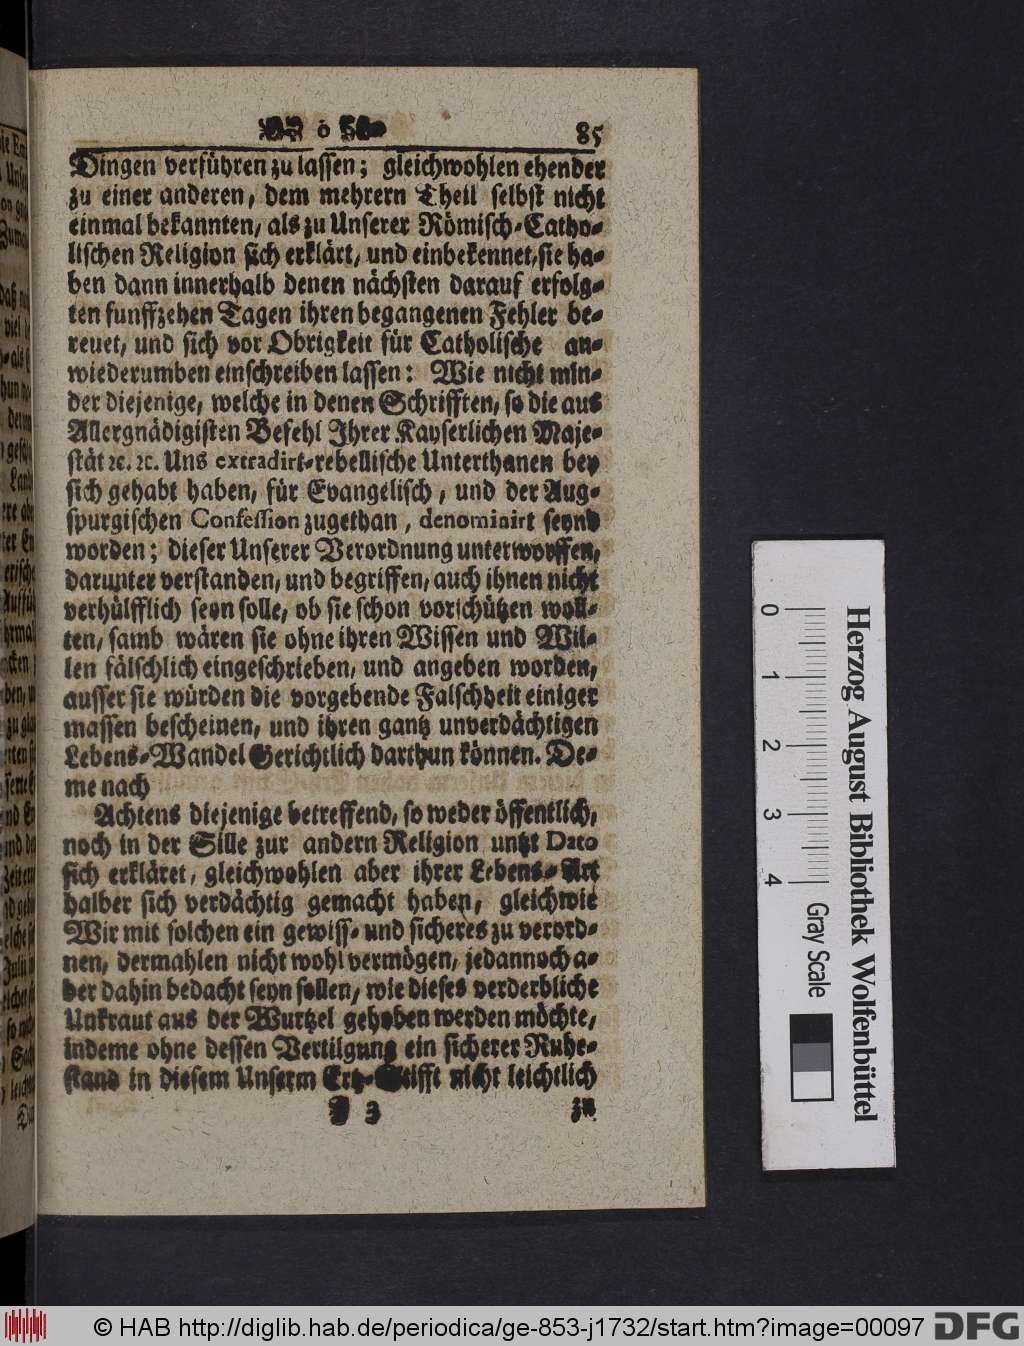 o 85
Dingen verführen zu lassen; gleichwohlen ehender
zu einer anderen, dem mehrern Theil selbst nicht
einmal bekannten, als zu Unserer Römisch-Catho-
lischen Religion sich erklärt, und einbekennet, sie ha-
ben dann innerhalb denen nächsten darauf erfolg-
ten funffzehen Tagen ihren begangenen Fehler be-
reuet, und sich vor Obrigkeit für Catholische an-
wiederumben einschreiben lassen: Wie nicht min-
der diejenige, welche in denen Schrifften, so die aus
Allergnädigisten Befehl Ihrer Kayserlichen Maje-
stät ꝛc. ꝛc. Uns extradirt-rebellische Unterthanen bey
sich gehabt haben, für Evangelisch, und der Aug-
spurgischen Confession zugethan, denominirt seynd
worden; dieser Unserer Verordnung unterworffen,
darunter verstanden, und begriffen, auch ihnen nicht
verhülfflich seyn solle, ob sie schon vorschützen woll-
ten, samb wären sie ohne ihren Wissen und Wil-
len fälschlich eingeschrieben, und angeben worden,
ausser sie würden die vorgebende Falschheit einiger
massen bescheinen, und ihren gantz unverdächtigen
Lebens-Wandel Gerichtlich darthun können. De-
me nach
Achtens diejenige betreffend, so weder öffentlich,
noch in der Sille zur andern Religion untzt Dato
sich erkläret, gleichwohlen aber ihrer Lebens-Art
halber sich verdächtig gemacht haben, gleichwie
Wir mit solchen ein gewiss- und sicheres zu verord-
nen, dermahlen nicht wohl vermögen, jedannoch a-
ber dahin bedacht seyn sollen, wie dieses verderbliche
Unkraut aus der Wurtzel gehoben werden möchte,
indeme ohne dessen Vertilgung ein sicherer Ruhe-
stand in diesem Unserm Ertz-Stifft nicht leichtlich
F 3 zu
0 1 2 3 4
Herzog August Bibliothek Wolfenbüttel
Gray Scale
© HAB http://diglib.hab.de/periodica/ge-853-j1732/start.htm?image=00097 DFG